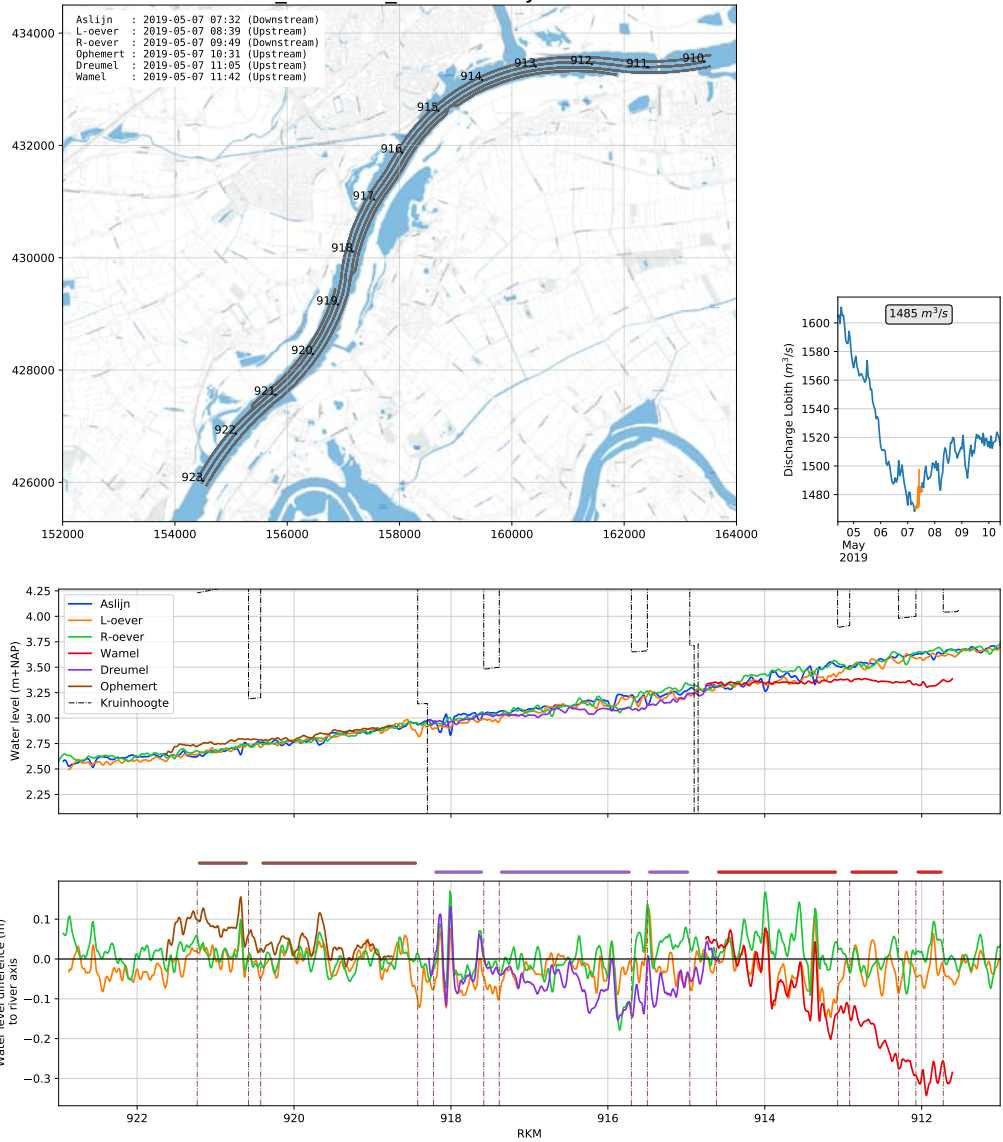 Aslijn : 2019-05-07 07:32 (Downstream)
L-oever : 2019-05-07 08:39 (Upstream)
R-oever : 2019-05-07 09:49 (Downstream)
Ophemert : 2019-05-07 10:31 (Upstream)
Dreumel : 2019-05-07 11:05 (Upstream)
Wamel : 2019-05-07 11:42 (Upstream)
434000
432000
430000
428000
426000
910
911
912
913
914
915
916
917
918
919
920
921
922
923
152000 154000 156000 158000 160000 162000 164000
1485 m³/s
Discharge Lobith (m³/s)
1600
1580
1560
1540
1520
1500
1480
05 06 07 08 09 10
May
2019
Water level (m+NAP)
4.25
4.00
3.75
3.50
3.25
3.00
2.75
2.50
2.25
Aslijn
L-oever
R-oever
Wamel
Dreumel
Ophemert
Kruinhoogte
Water level difference (m)
to river axis
0.1
0.0
−0.1
−0.2
−0.3
922 920 918 916 914 912
RKM